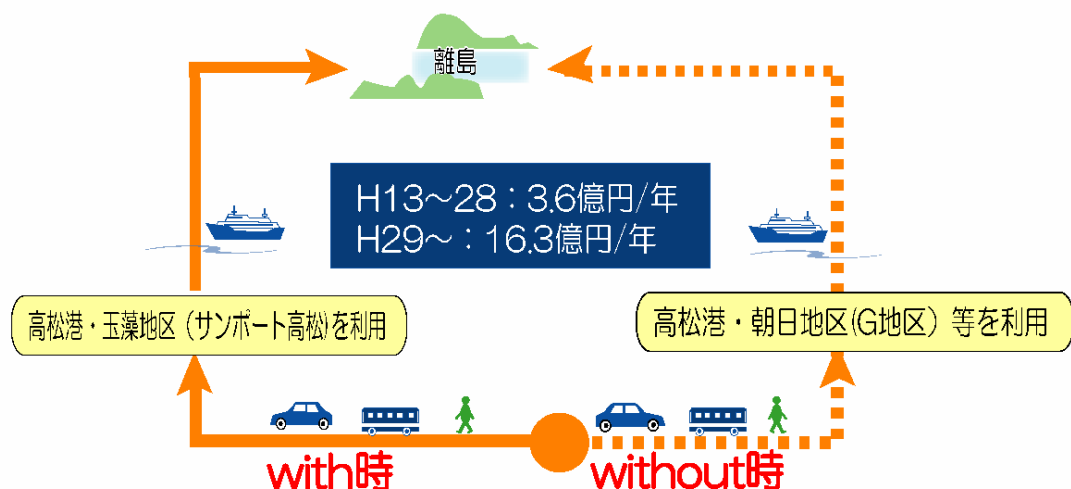 離島
H13～28：3.6億円/年
H29～：16.3億円/年
高松港・玉藻地区（サンポート高松)を利用
高松港・朝日地区(G地区）等を利用
with時
without時